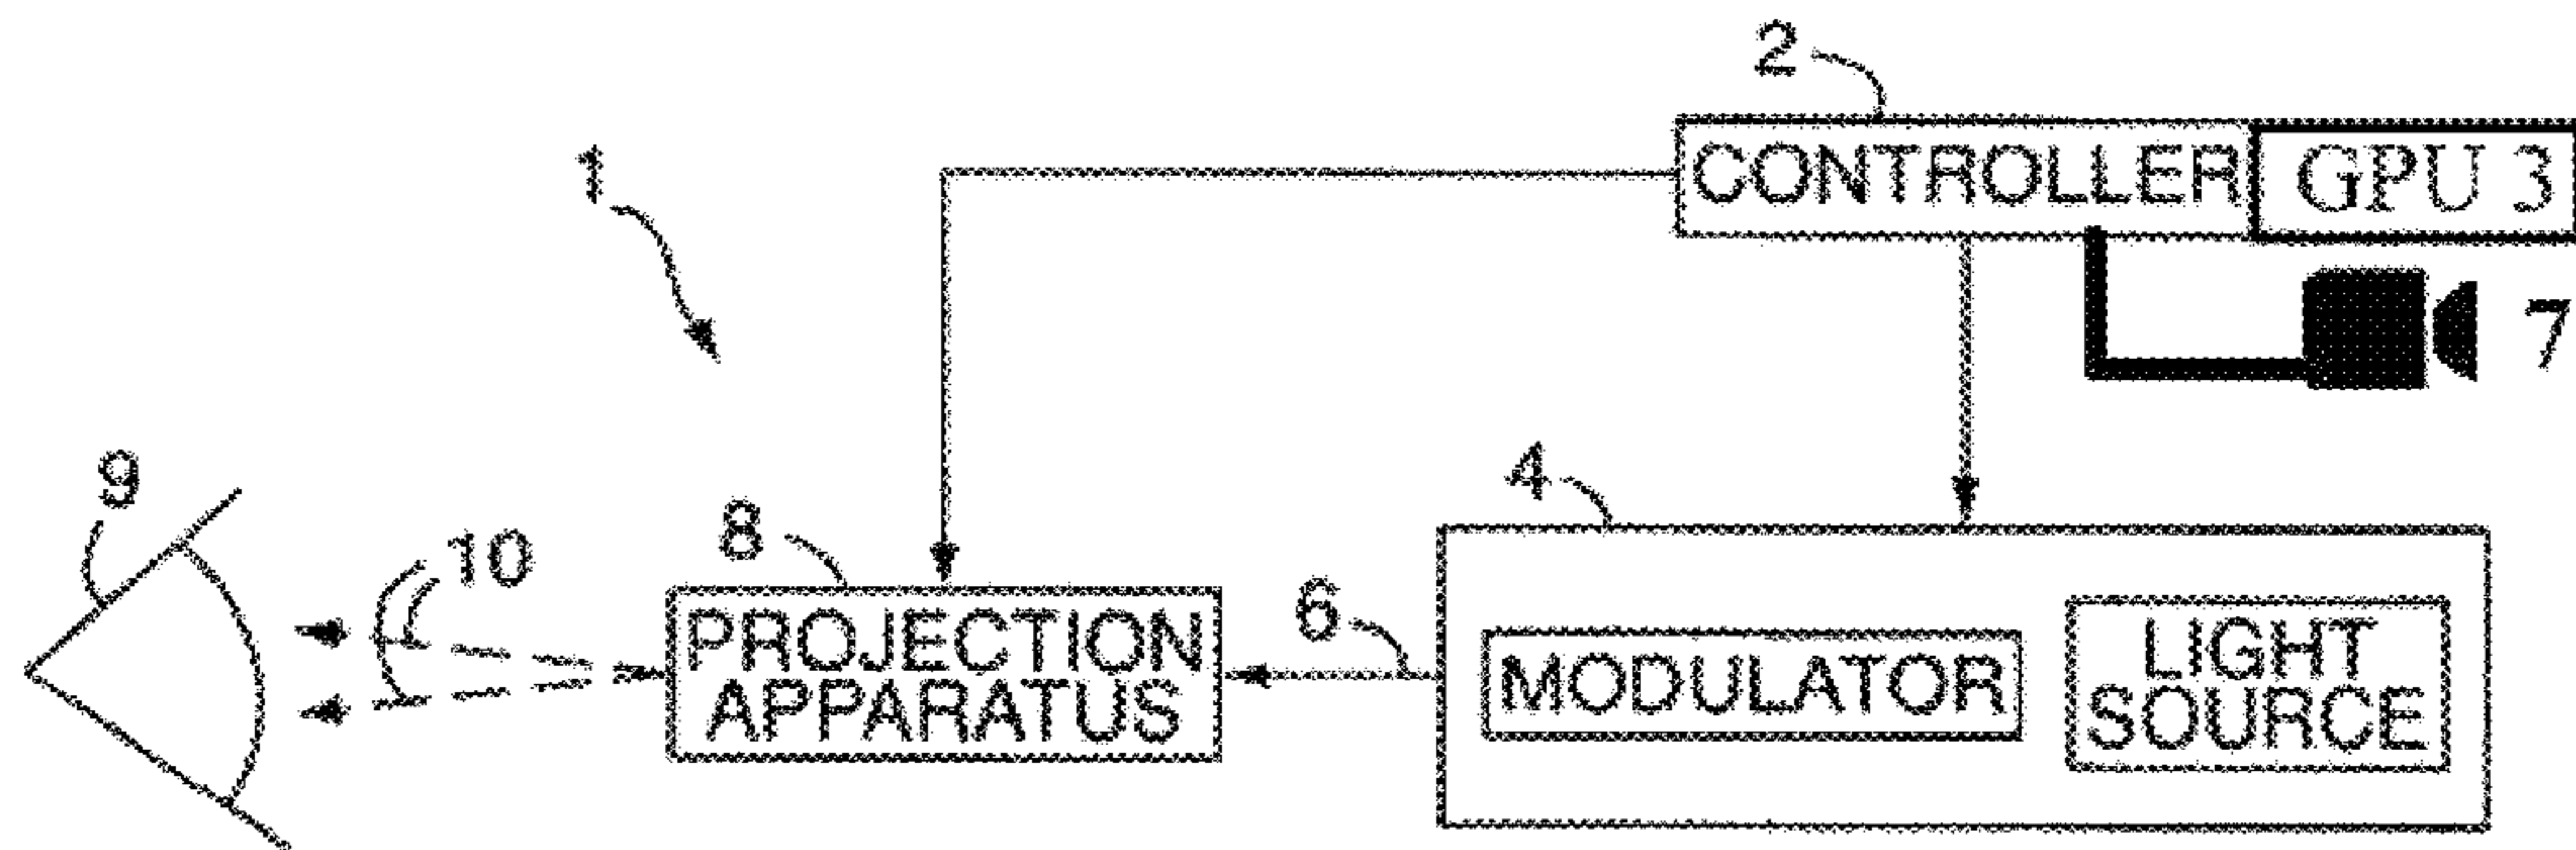 2
1
CONTROLLER
GPU 3
7
9
10
8
4
6
PROJECTION
APPARATUS
MODULATOR
LIGHT
SOURCE